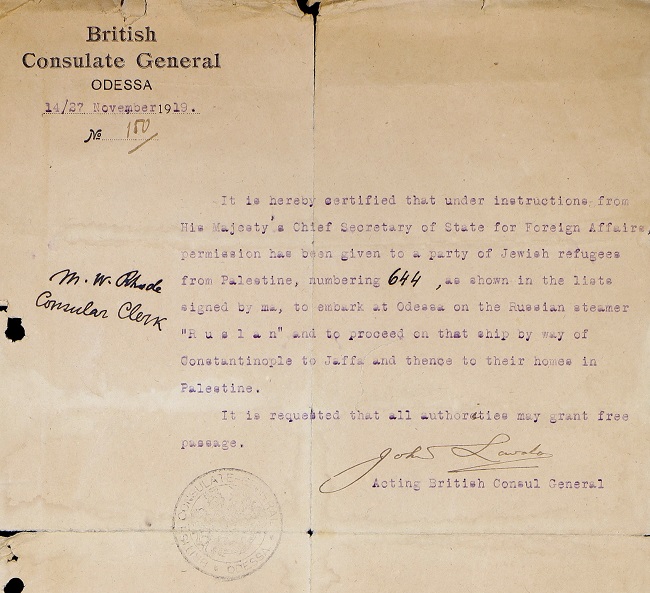 British
Consulate General
ODESSA
14/27 November 1919.
No 150
It is hereby certified that under instructions from
His Majesty's Chief Secretary of State for Foreign Affairs,
permission has been given to a party of Jewish refugees
from Palestine, numbering 644, as shown in the lists
signed by me, to embark at Odessa on the Russian steamer
"R u s l a n" and to proceed on that ship by way of
Constantinople to Jaffa and thence to their homes in
Palestine.
It is requested that all authorities may grant free
passage.
M. W. Rhode
Consular Clerk
John
Acting British Consul General
BRITISH CONSULATE
ODESSA